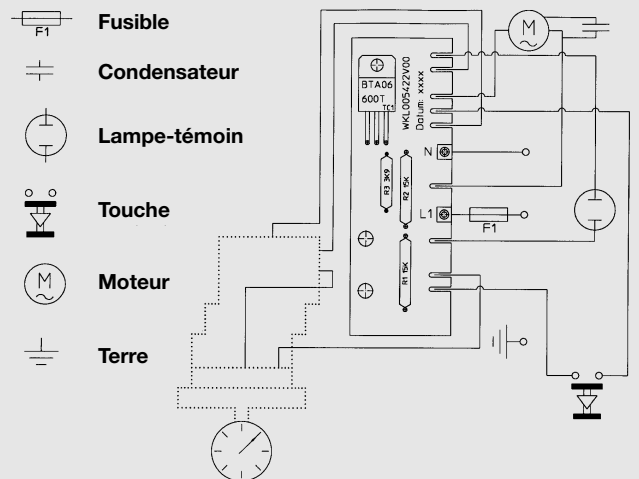 F1
Fusible
Condensateur
Lampe-témoin
Touche
M
Moteur
Terre
BTA06
600T
TC1
WKL005422V00
Datum: xxxx
R3 3K9
R2 15K
R1 15K
N
L1
F1
M